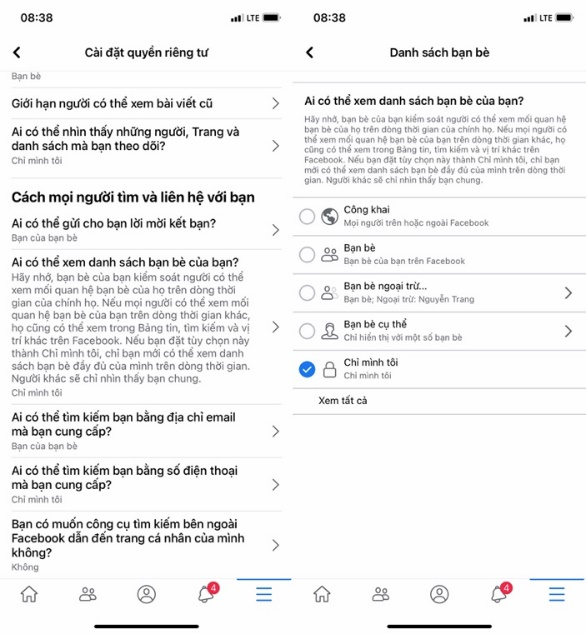 08:38
LTE
Cài đặt quyền riêng tư
Bạn bè
Giới hạn người có thể xem bài viết cũ
Ai có thể nhìn thấy những người, Trang và
danh sách mà bạn theo dõi?
Chỉ mình tôi
Cách mọi người tìm và liên hệ với bạn
Ai có thể gửi cho bạn lời mời kết bạn?
Bạn của bạn bè
Ai có thể xem danh sách bạn bè của bạn?
Hãy nhớ, bạn bè của bạn kiểm soát người có thể
xem mối quan hệ bạn bè của họ trên dòng thời
gian của chính họ. Nếu mọi người có thể xem mối
quan hệ bạn bè của bạn trên dòng thời gian khác,
họ cũng có thể xem trong Bảng tin, tìm kiếm và vị
trí khác trên Facebook. Nếu bạn đặt tùy chọn này
thành Chỉ mình tôi, chỉ bạn mới có thể xem danh
sách bạn bè đầy đủ của mình trên dòng thời gian.
Người khác sẽ chỉ nhìn thấy bạn chung.
Chỉ mình tôi
Ai có thể tìm kiếm bạn bằng địa chỉ email
mà bạn cung cấp?
Bạn của bạn bè
Ai có thể tìm kiếm bạn bằng số điện thoại
mà bạn cung cấp?
Chỉ mình tôi
Bạn có muốn công cụ tìm kiếm bên ngoài
Facebook dẫn đến trang cá nhân của mình
không?
Không
4
08:38
LTE
Danh sách bạn bè
Ai có thể xem danh sách bạn bè của bạn?
Hãy nhớ, bạn bè của bạn kiểm soát người có thể xem mối quan hệ
bạn bè của họ trên dòng thời gian của chính họ. Nếu mọi người có
thể xem mối quan hệ bạn bè của bạn trên dòng thời gian khác, họ
cũng có thể xem trong Bảng tin, tìm kiếm và vị trí khác trên
Facebook. Nếu bạn đặt tùy chọn này thành Chỉ mình tôi, chỉ bạn
mới có thể xem danh sách bạn bè đầy đủ của mình trên dòng thời
gian. Người khác sẽ chỉ nhìn thấy bạn chung.
Công khai
Mọi người trên hoặc ngoài Facebook
Bạn bè
Bạn bè của bạn trên Facebook
Bạn bè ngoại trừ...
Bạn bè; Ngoại trừ: Nguyễn Trang
Bạn bè cụ thể
Chỉ hiển thị với một số bạn bè
Chỉ mình tôi
Chỉ mình tôi
Xem tất cả
4